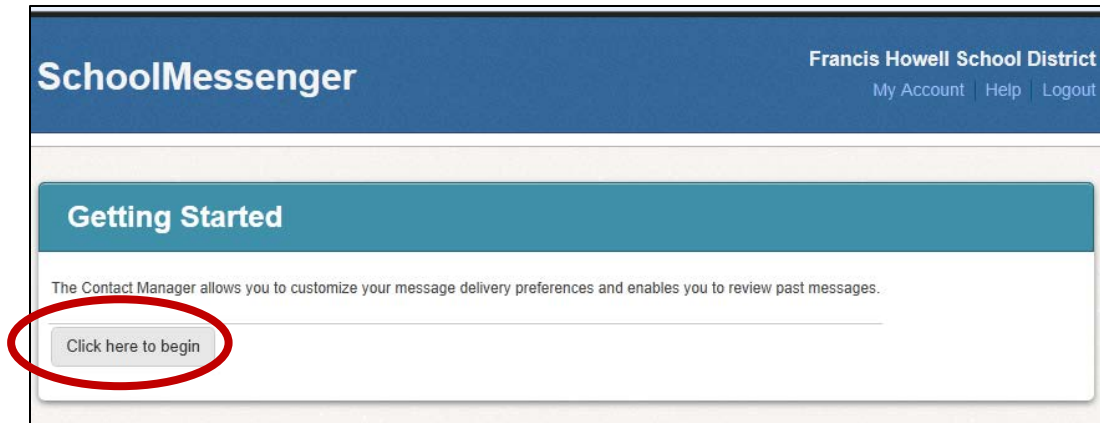 SchoolMessenger
Francis Howell School District
My Account | Help | Logout
Getting Started
The Contact Manager allows you to customize your message delivery preferences and enables you to review past messages.
Click here to begin